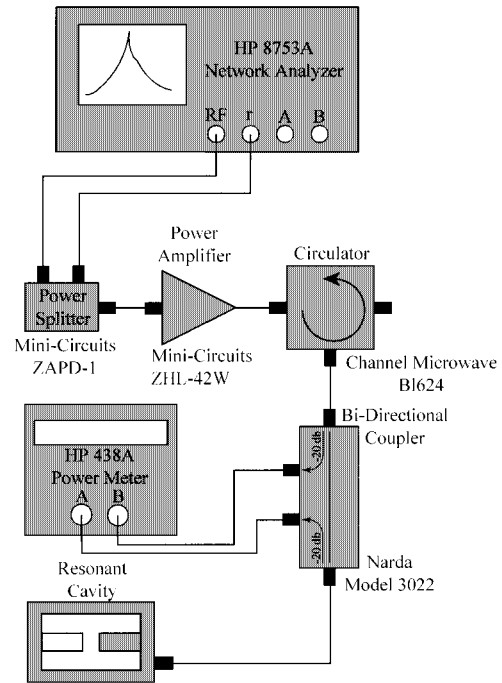 HP 8753A
Network Analyzer
RF r A B
Power
Amplifier
Circulator
Power
Splitter
Mini-Circuits
ZAPD-1
Mini-Circuits
ZHL-42W
Channel Microwave
Bl624
Bi-Directional
Coupler
-20 db
-20 db
HP 438A
Power Meter
A B
Narda
Model 3022
Resonant
Cavity